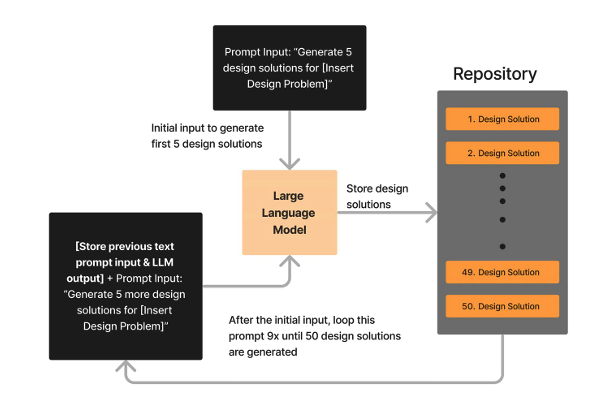 Prompt Input: “Generate 5
design solutions for [Insert
Design Problem]”
Repository
Initial input to generate
first 5 design solutions
Large
Language
Model
Store design
solutions
1. Design Solution
2. Design Solution
49. Design Solution
50. Design Solution
[Store previous text
prompt input & LLM
output] + Prompt Input:
“Generate 5 more design
solutions for [Insert
Design Problem]”
After the initial input, loop this
prompt 9x until 50 design solutions
are generated